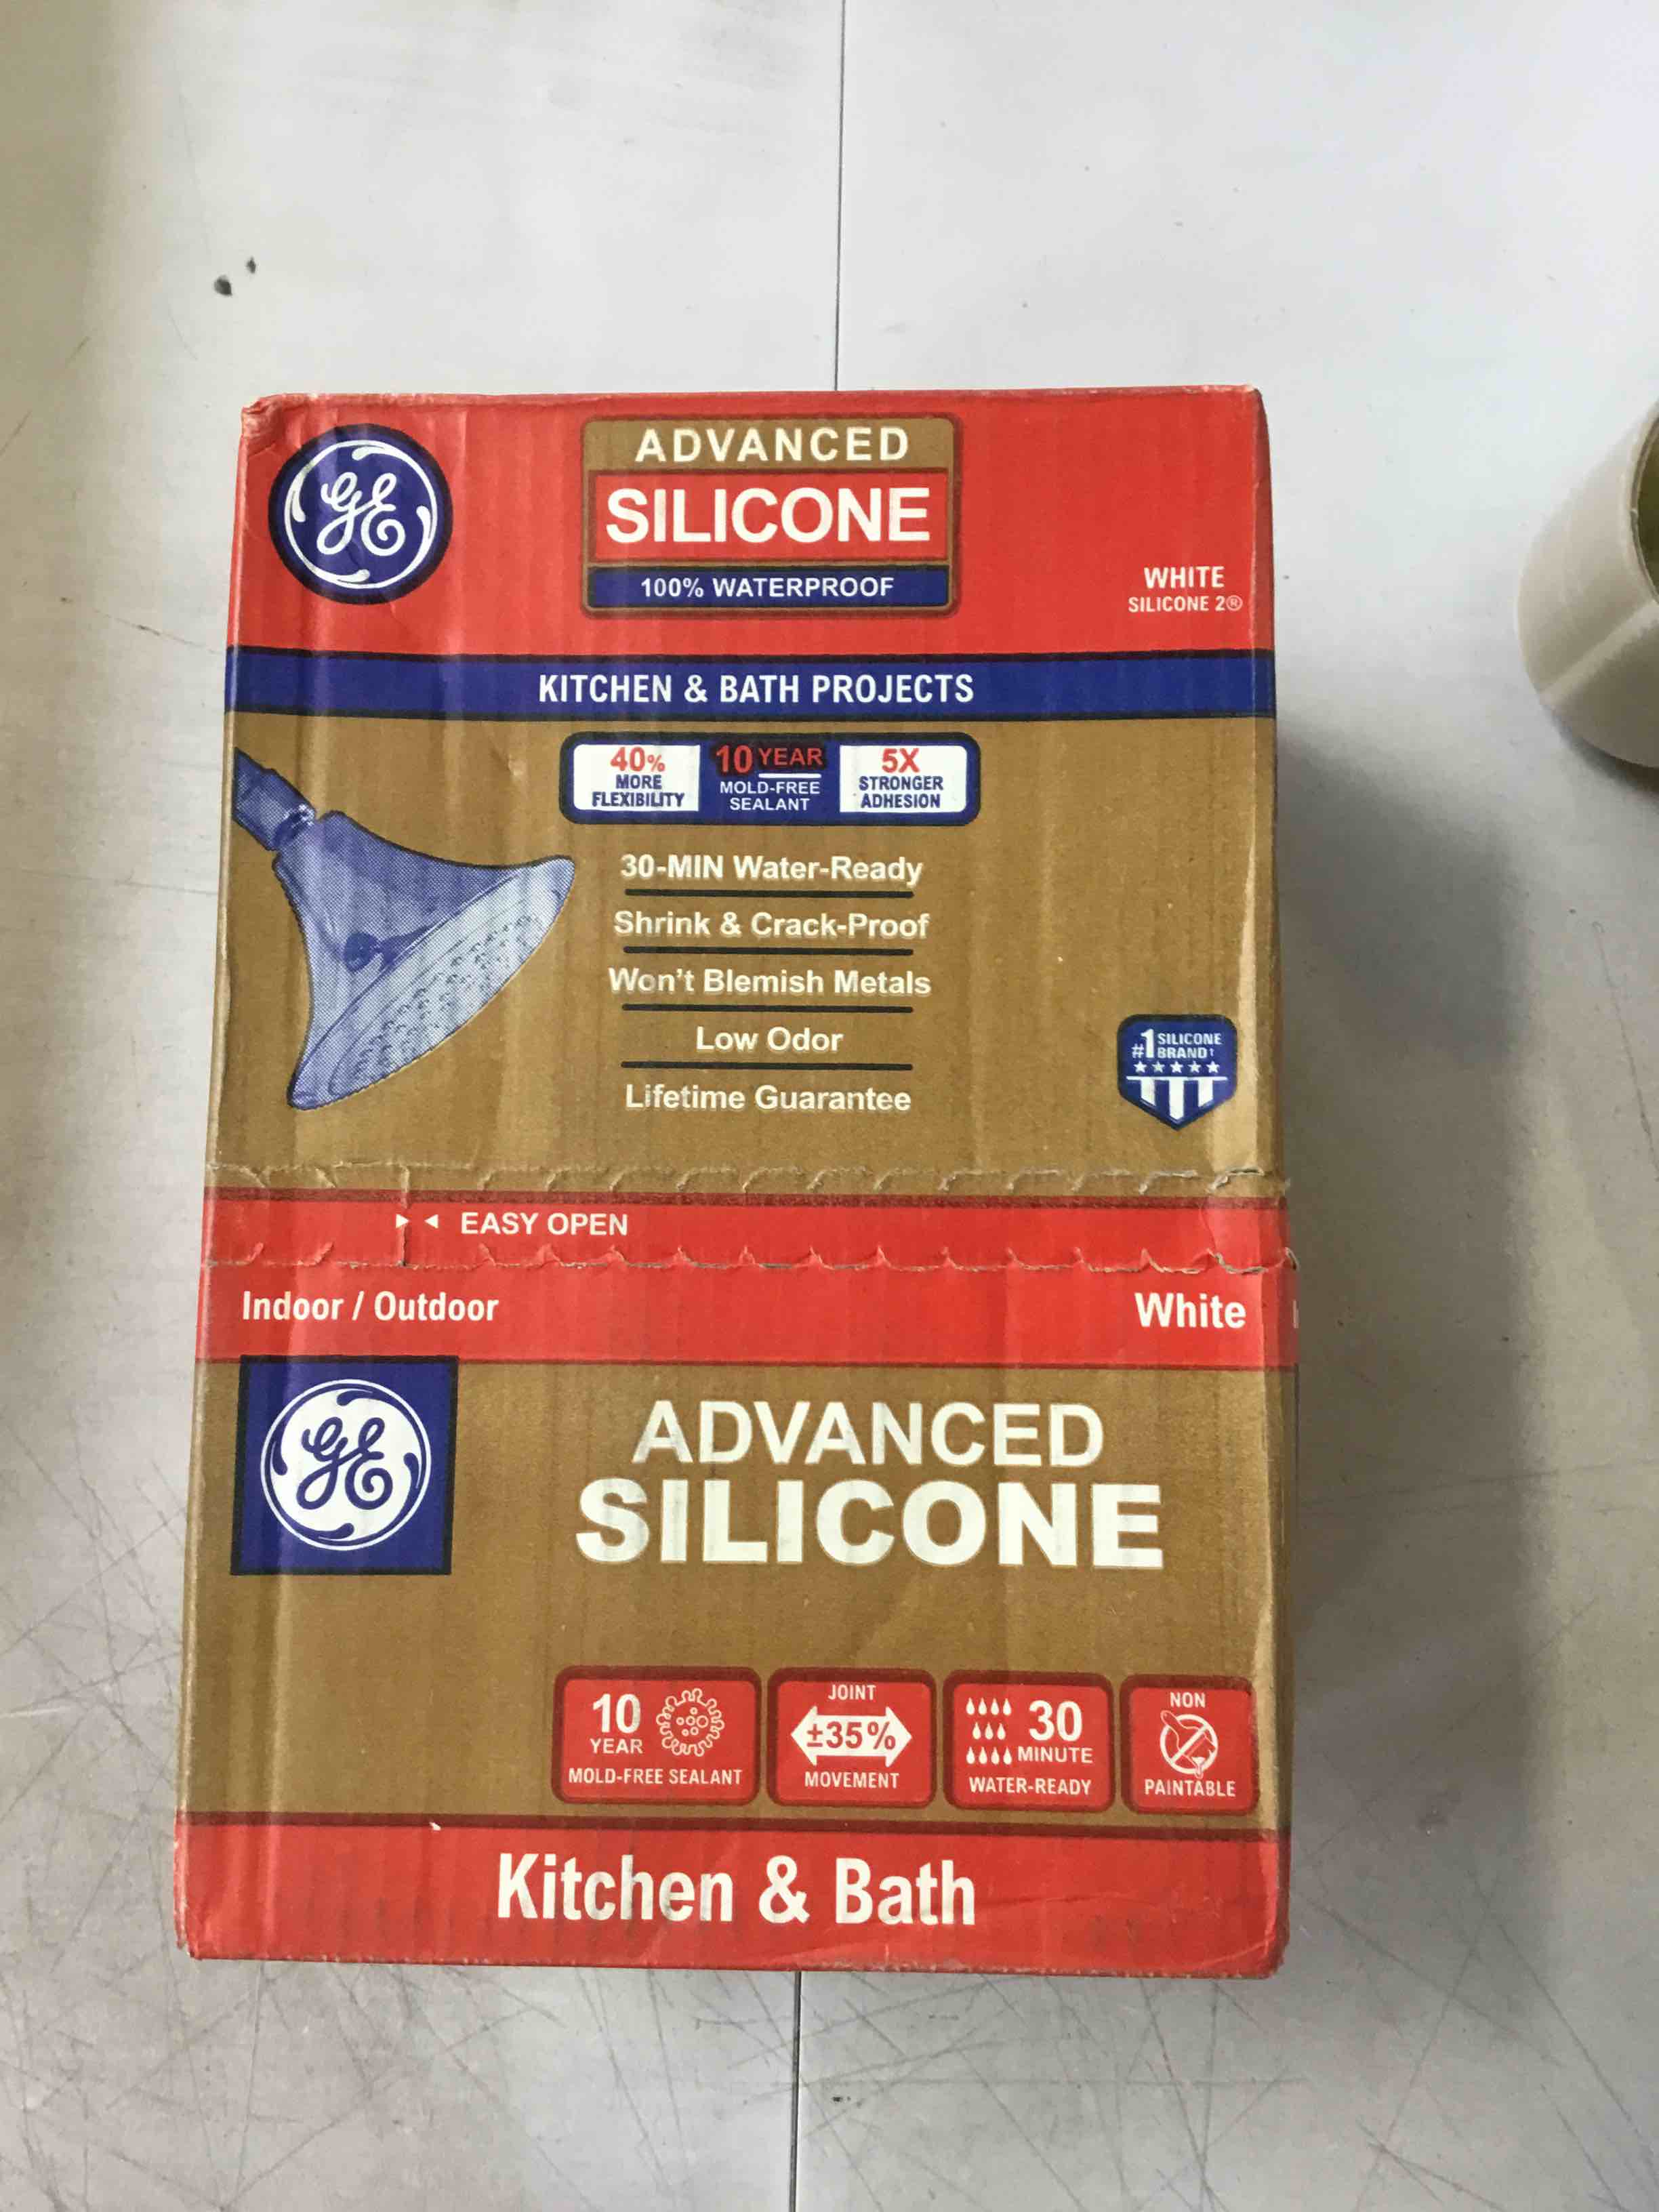 GE
ADVANCED
SILICONE
100% WATERPROOF
WHITE
SILICONE 2®
KITCHEN & BATH PROJECTS
40%
MORE
FLEXIBILITY
10 YEAR
MOLD-FREE
SEALANT
5X
STRONGER
ADHESION
30-MIN Water-Ready
Shrink & Crack-Proof
Won't Blemish Metals
Low Odor
Lifetime Guarantee
#1 SILICONE
BRAND†
EASY OPEN
Indoor / Outdoor
White
GE
ADVANCED
SILICONE
10
YEAR
MOLD-FREE SEALANT
JOINT
±35%
MOVEMENT
30
MINUTE
WATER-READY
NON
PAINTABLE
Kitchen & Bath